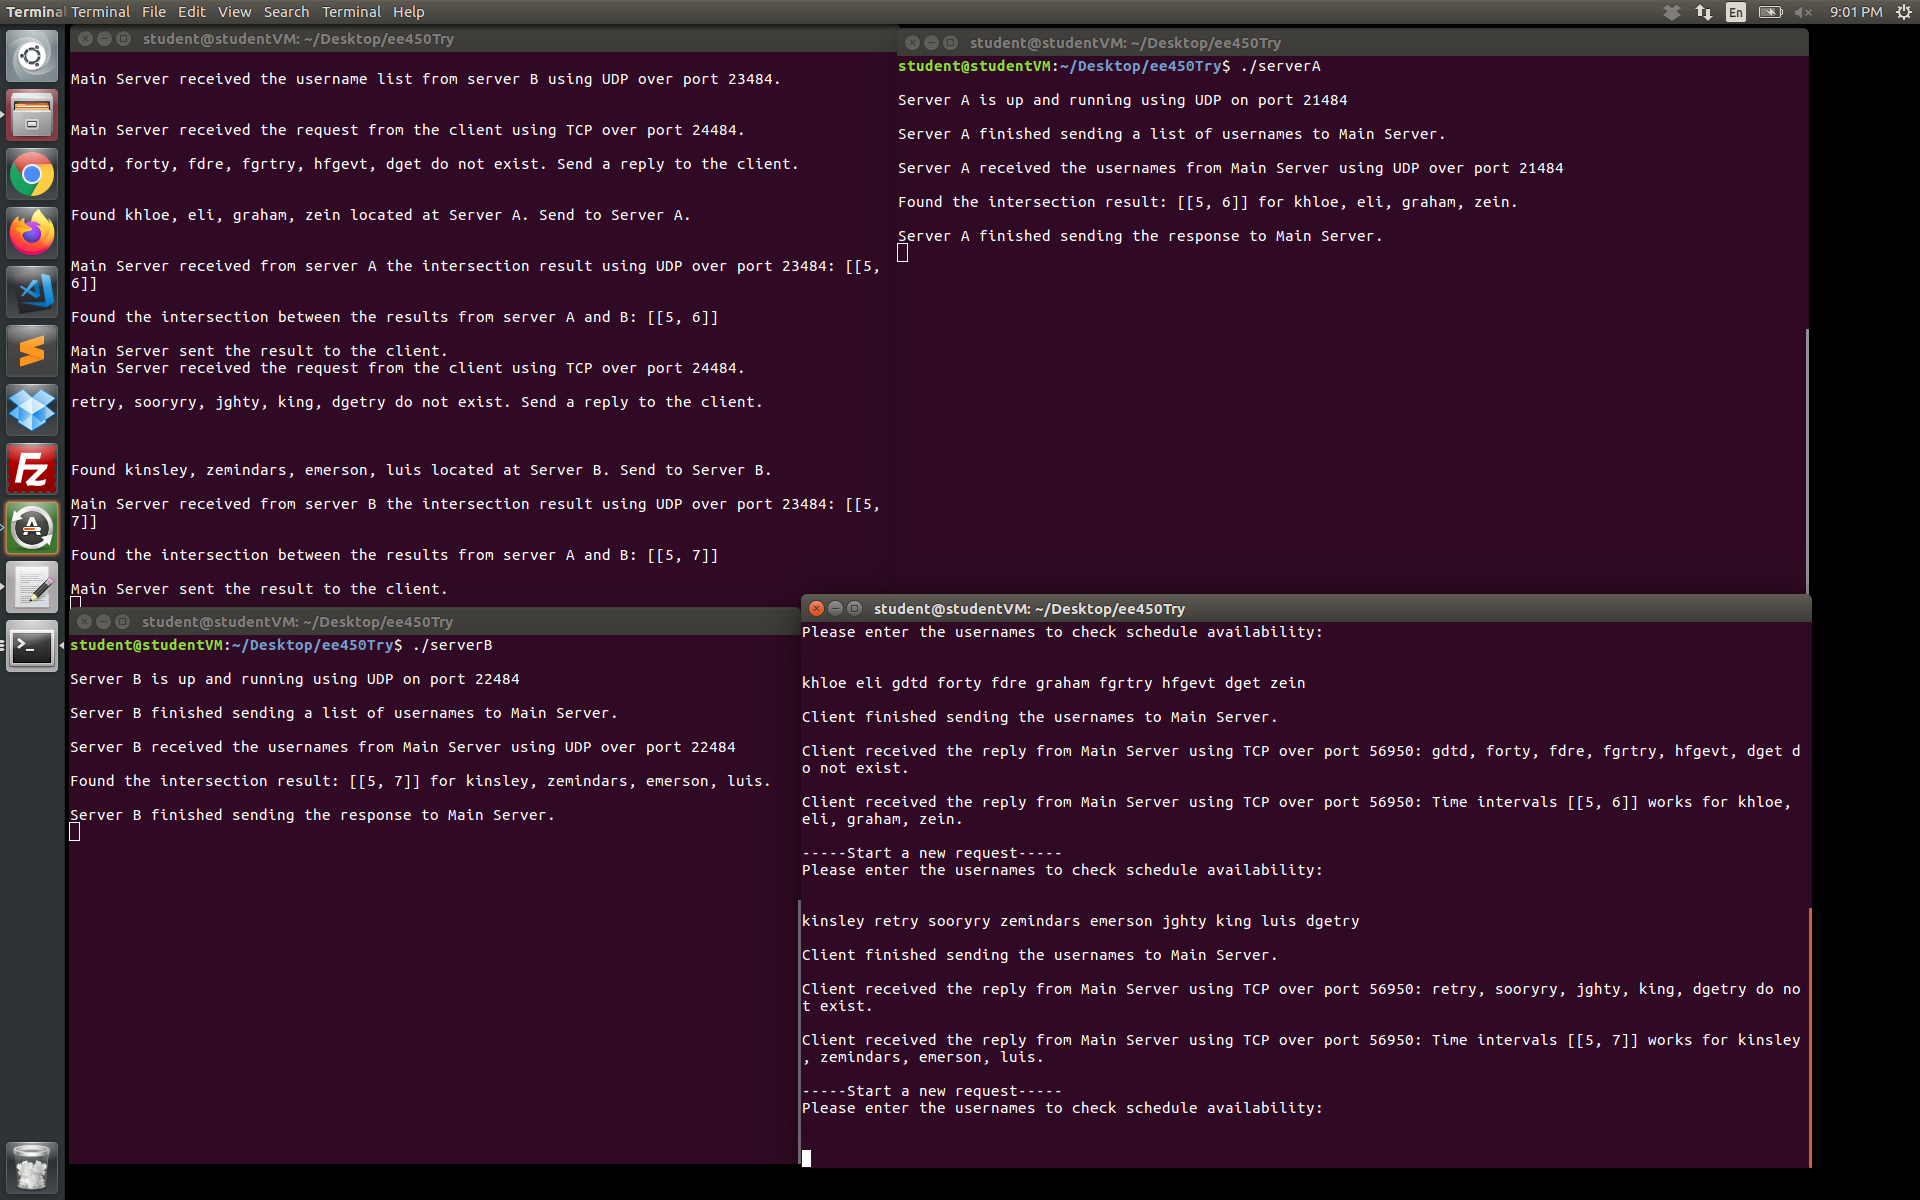 Terminal Terminal File Edit View Search Terminal Help
En
9:01 PM
student@studentVM: ~/Desktop/ee450Try
Main Server received the username list from server B using UDP over port 23484.
Main Server received the request from the client using TCP over port 24484.
gdtd, forty, fdre, fgrtry, hfgevt, dget do not exist. Send a reply to the client.
Found khloe, eli, graham, zein located at Server A. Send to Server A.
Main Server received from server A the intersection result using UDP over port 23484: [[5,
6]]
Found the intersection between the results from server A and B: [[5, 6]]
Main Server sent the result to the client.
Main Server received the request from the client using TCP over port 24484.
retry, sooryry, jghty, king, dgetry do not exist. Send a reply to the client.
Found kinsley, zemindars, emerson, luis located at Server B. Send to Server B.
Main Server received from server B the intersection result using UDP over port 23484: [[5,
7]]
Found the intersection between the results from server A and B: [[5, 7]]
Main Server sent the result to the client.
student@studentVM: ~/Desktop/ee450Try
student@studentVM:~/Desktop/ee450Try$ ./serverA
Server A is up and running using UDP on port 21484
Server A finished sending a list of usernames to Main Server.
Server A received the usernames from Main Server using UDP over port 21484
Found the intersection result: [[5, 6]] for khloe, eli, graham, zein.
Server A finished sending the response to Main Server.
student@studentVM: ~/Desktop/ee450Try
student@studentVM:~/Desktop/ee450Try$ ./serverB
Server B is up and running using UDP on port 22484
Server B finished sending a list of usernames to Main Server.
Server B received the usernames from Main Server using UDP over port 22484
Found the intersection result: [[5, 7]] for kinsley, zemindars, emerson, luis.
Server B finished sending the response to Main Server.
student@studentVM: ~/Desktop/ee450Try
Please enter the usernames to check schedule availability:
khloe eli gdtd forty fdre graham fgrtry hfgevt dget zein
Client finished sending the usernames to Main Server.
Client received the reply from Main Server using TCP over port 56950: gdtd, forty, fdre, fgrtry, hfgevt, dget d
o not exist.
Client received the reply from Main Server using TCP over port 56950: Time intervals [[5, 6]] works for khloe,
eli, graham, zein.
-----Start a new request-----
Please enter the usernames to check schedule availability:
kinsley retry sooryry zemindars emerson jghty king luis dgetry
Client finished sending the usernames to Main Server.
Client received the reply from Main Server using TCP over port 56950: retry, sooryry, jghty, king, dgetry do no
t exist.
Client received the reply from Main Server using TCP over port 56950: Time intervals [[5, 7]] works for kinsley
, zemindars, emerson, luis.
-----Start a new request-----
Please enter the usernames to check schedule availability: